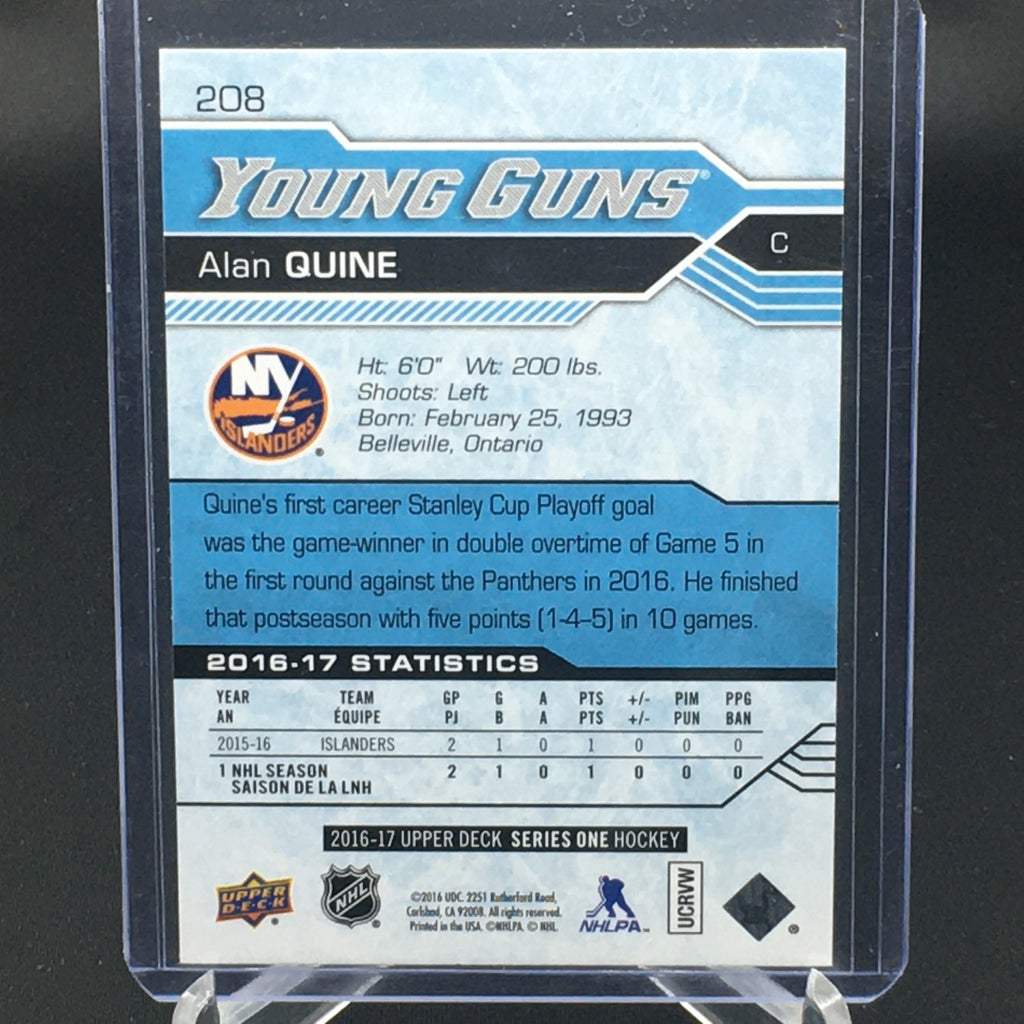 208
YOUNG GUNS®
Alan QUINE
C
NY
ISLANDERS
®
Ht: 6'0" Wt: 200 lbs.
Shoots: Left
Born: February 25, 1993
Belleville, Ontario
Quine's first career Stanley Cup Playoff goal
was the game-winner in double overtime of Game 5 in
the first round against the Panthers in 2016. He finished
that postseason with five points (1-4–5) in 10 games.
2016-17 STATISTICS
YEAR TEAM GP G A PTS +/- PIM PPG
AN ÉQUIPE PJ B A PTS +/- PUN BAN
2015-16 ISLANDERS 2 1 0 1 0 0 0
1 NHL SEASON 2 1 0 1 0 0 0
SAISON DE LA LNH
2016-17 UPPER DECK SERIES ONE HOCKEY
UPPER
D·E·C·K
®
NHL
®
©2016 UDC. 2251 Rutherford Road,
Carlsbad, CA 92008. All rights reserved.
Printed in the USA. ©NHLPA. © NHL.
NHLPA™
UCRVW
®